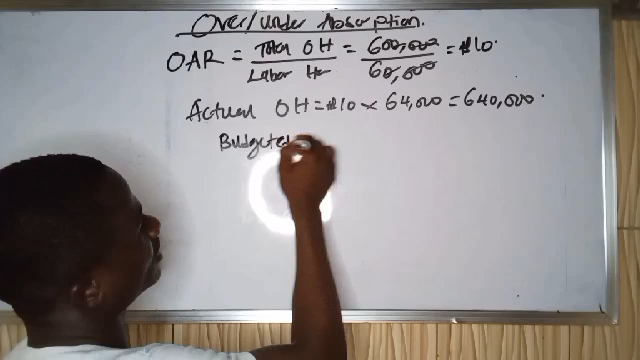 Over/Under Absorption.
OAR = Total OH / Labor Hr = 600,000 / 60,000 = #10.
Actual OH = #10 × 64,000 = 640,000.
Budgeted